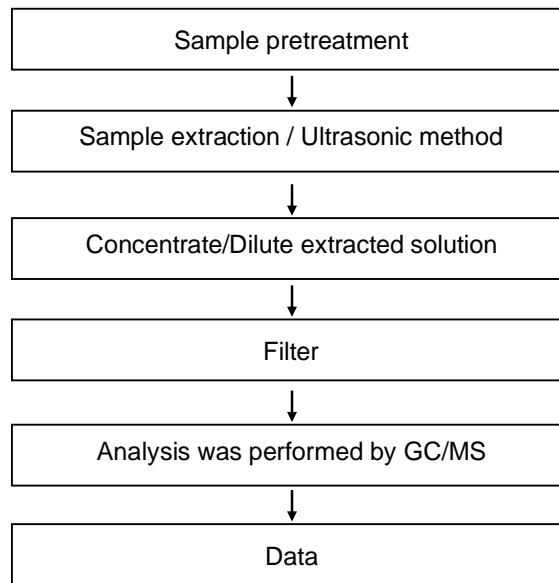 Sample pretreatment
Sample extraction / Ultrasonic method
Concentrate/Dilute extracted solution
Filter
Analysis was performed by GC/MS
Data